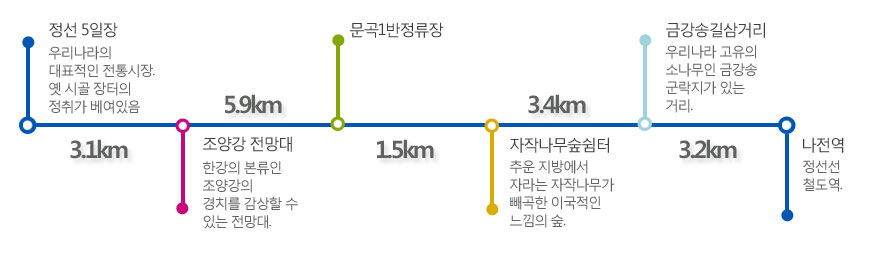 정선 5일장
우리나라의
대표적인 전통시장.
옛 시골 장터의
정취가 베여있음
3.1km
조양강 전망대
한강의 본류인
조양강의
경치를 감상할 수
있는 전망대.
5.9km
문곡1반정류장
1.5km
자작나무숲쉼터
추운 지방에서
자라는 자작나무가
빼곡한 이국적인
느낌의 숲.
3.4km
금강송길삼거리
우리나라 고유의
소나무인 금강송
군락지가 있는
거리.
3.2km
나전역
정선선
철도역.